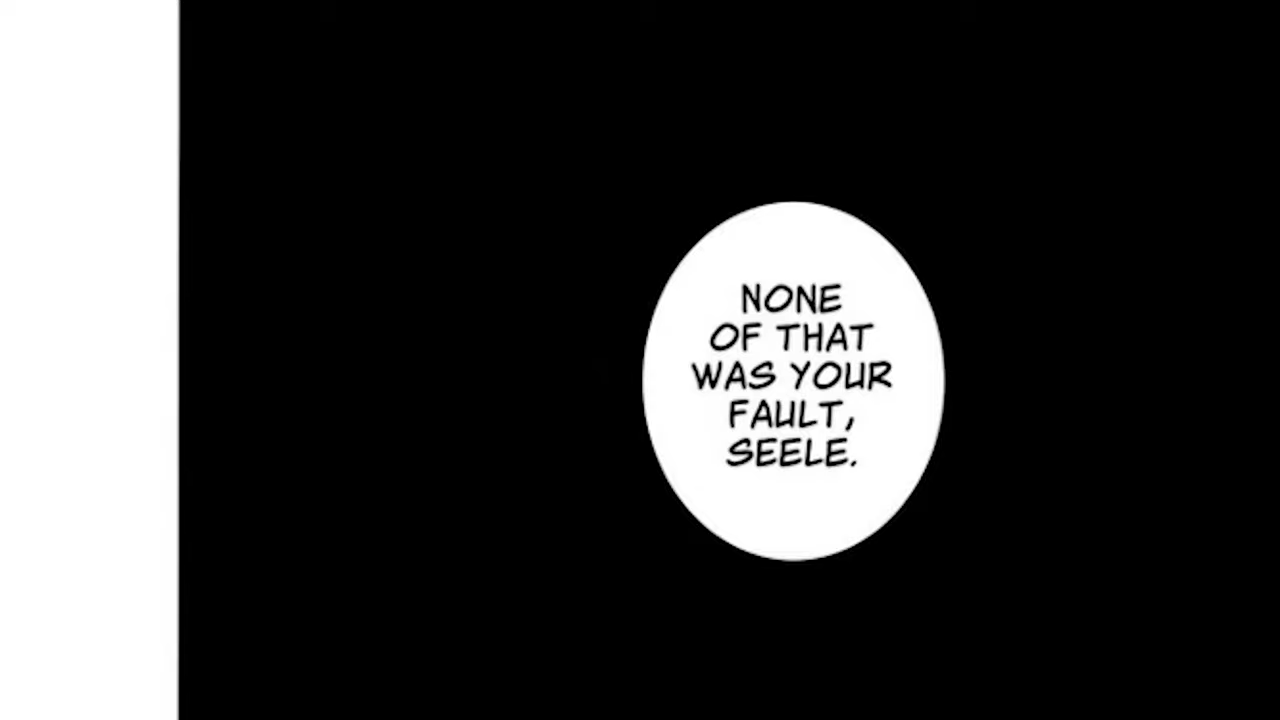 NONE
OF THAT
WAS YOUR
FAULT,
SEELE.